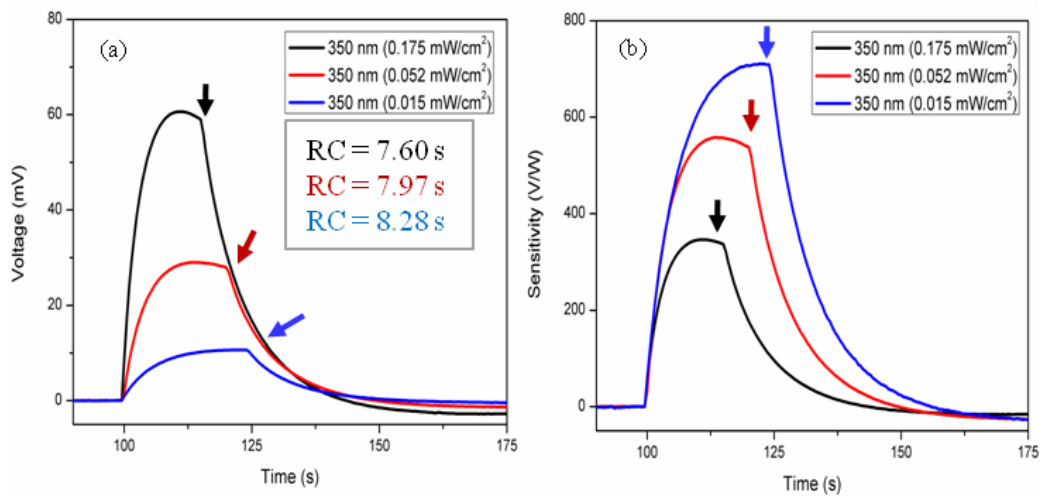 (a)
350 nm (0.175 mW/cm²)
350 nm (0.052 mW/cm²)
350 nm (0.015 mW/cm²)
RC = 7.60 s
RC = 7.97 s
RC = 8.28 s
80
60
40
20
0
Voltage (mV)
100
125
150
175
Time (s)
(b)
350 nm (0.175 mW/cm²)
350 nm (0.052 mW/cm²)
350 nm (0.015 mW/cm²)
800
600
400
200
0
Sensitivity (V/W)
100
125
150
175
Time (s)